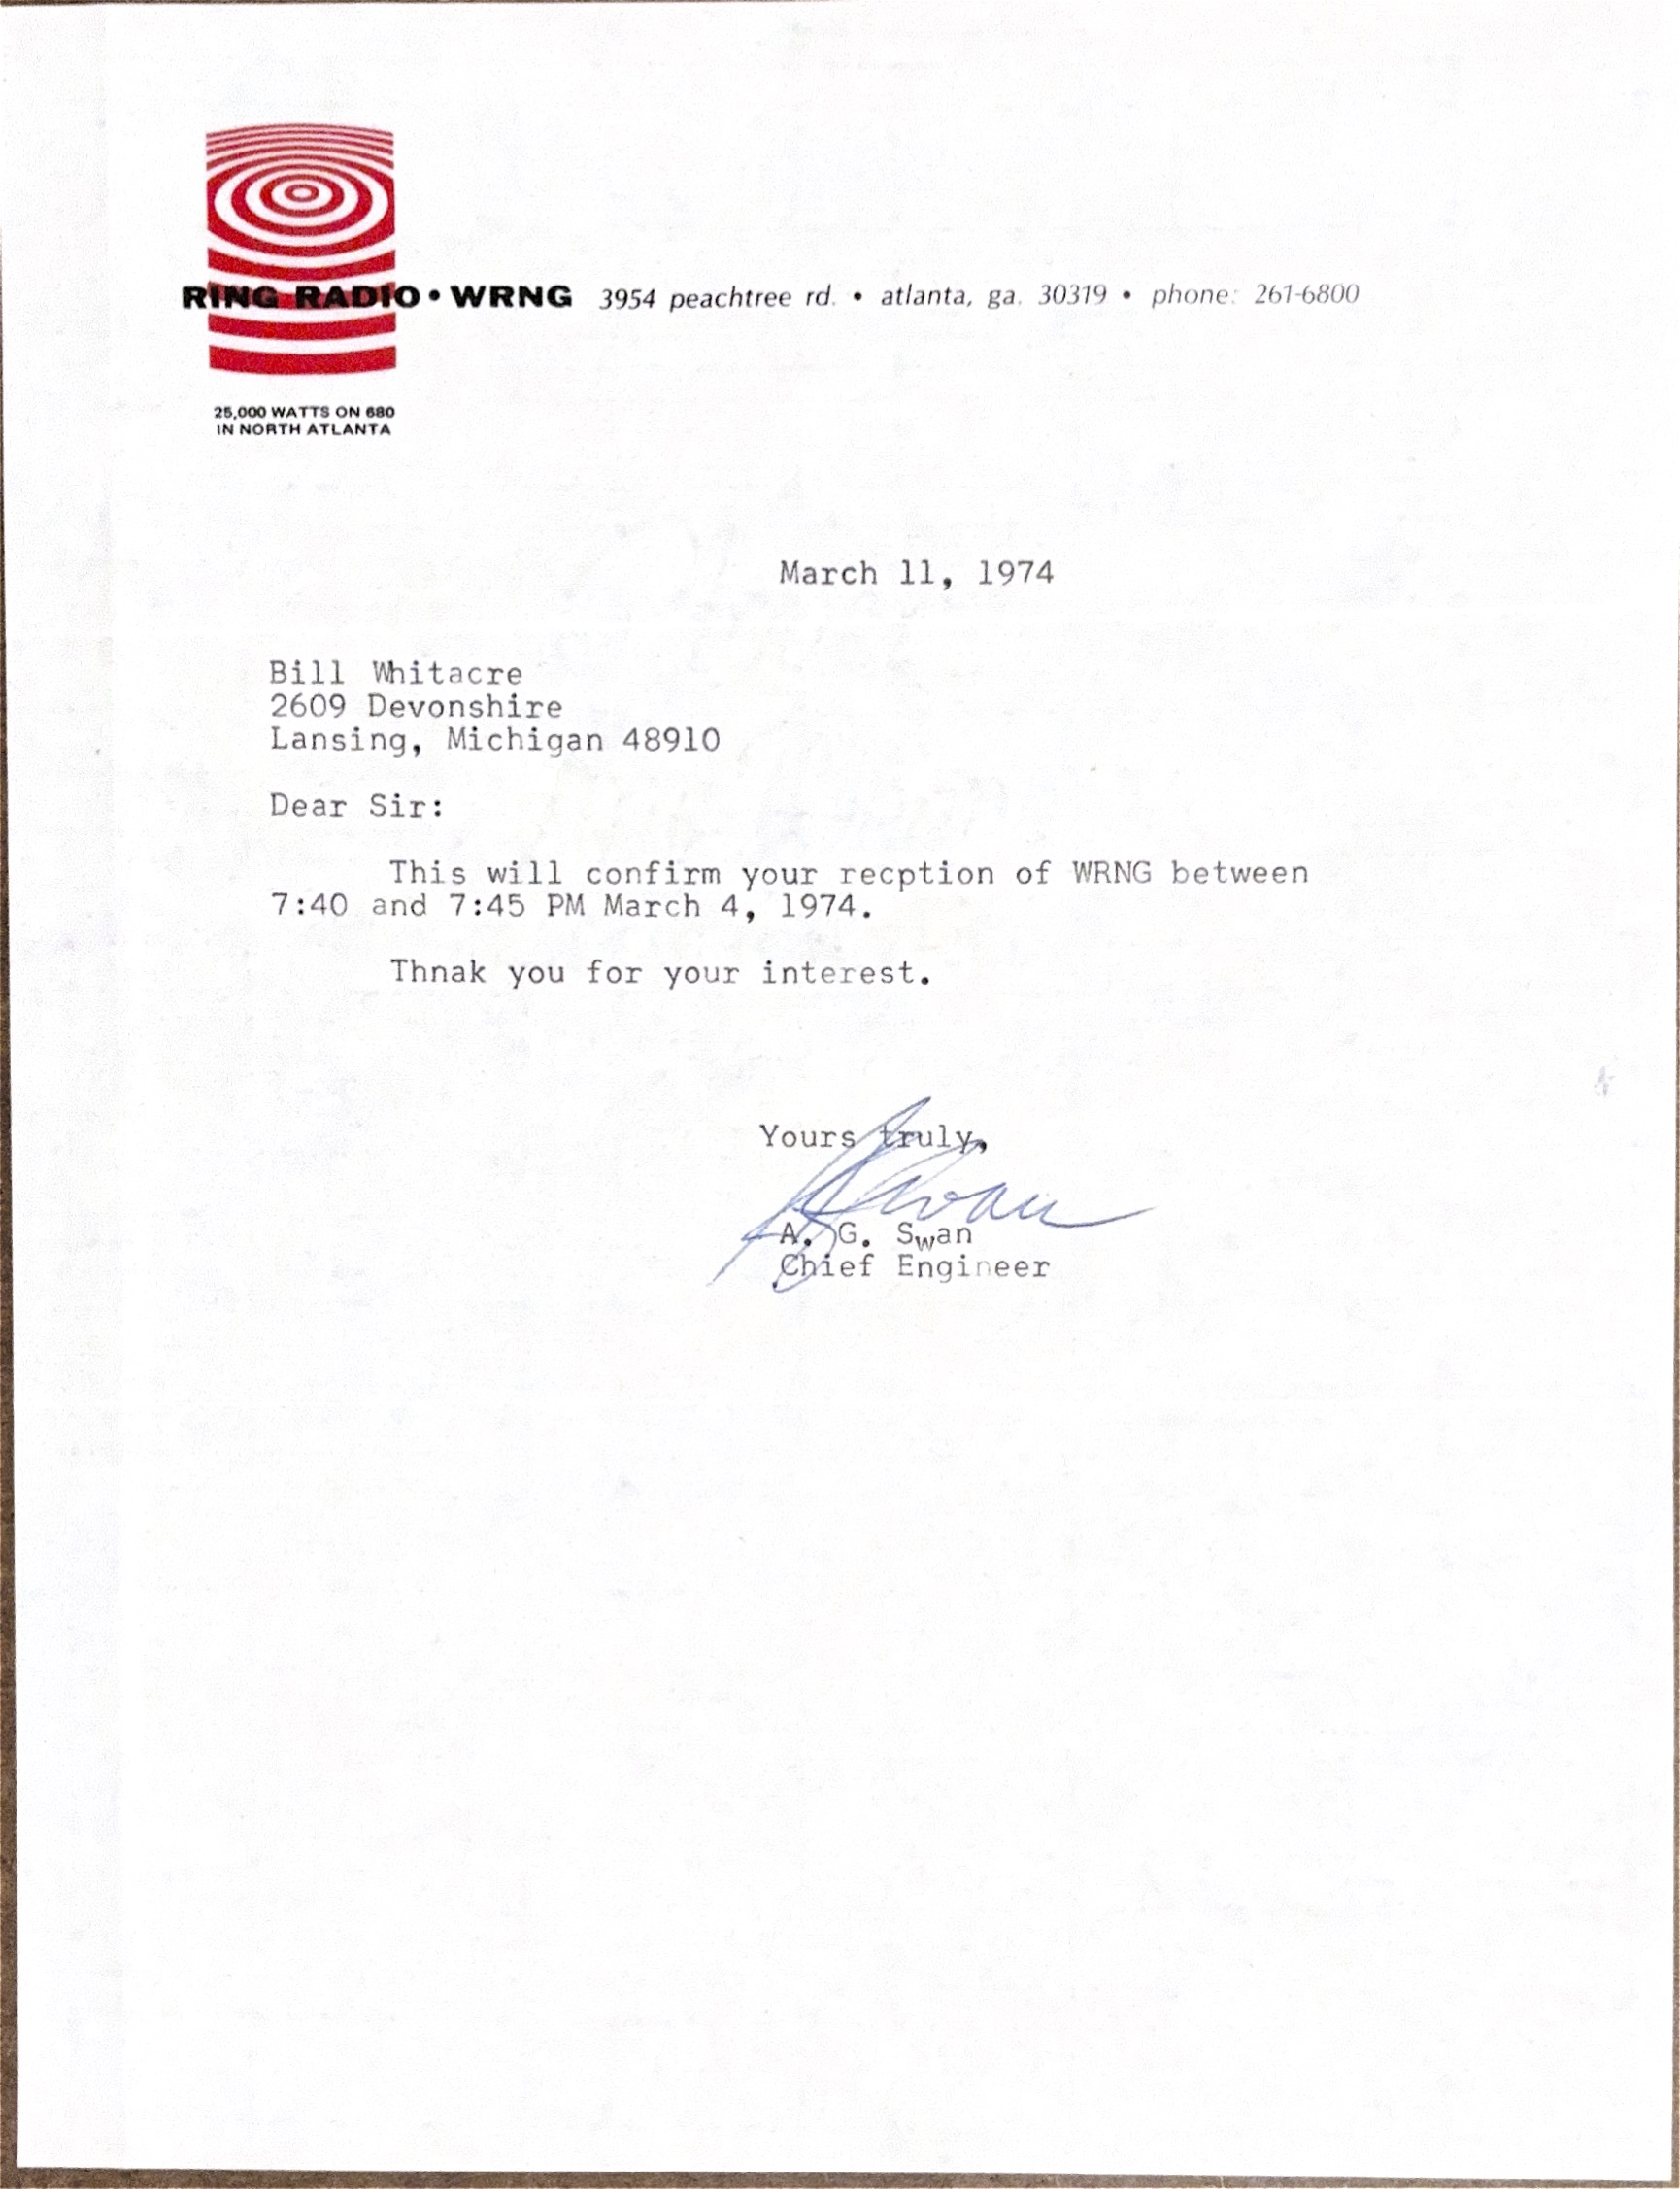 RING RADIO • WRNG 3954 peachtree rd. • atlanta, ga. 30319 • phone: 261-6800
25,000 WATTS ON 680
IN NORTH ATLANTA
March 11, 1974
Bill Whitacre
2609 Devonshire
Lansing, Michigan 48910
Dear Sir:
This will confirm your recption of WRNG between
7:40 and 7:45 PM March 4, 1974.
Thnak you for your interest.
Yours truly,
A. G. Swan
Chief Engineer